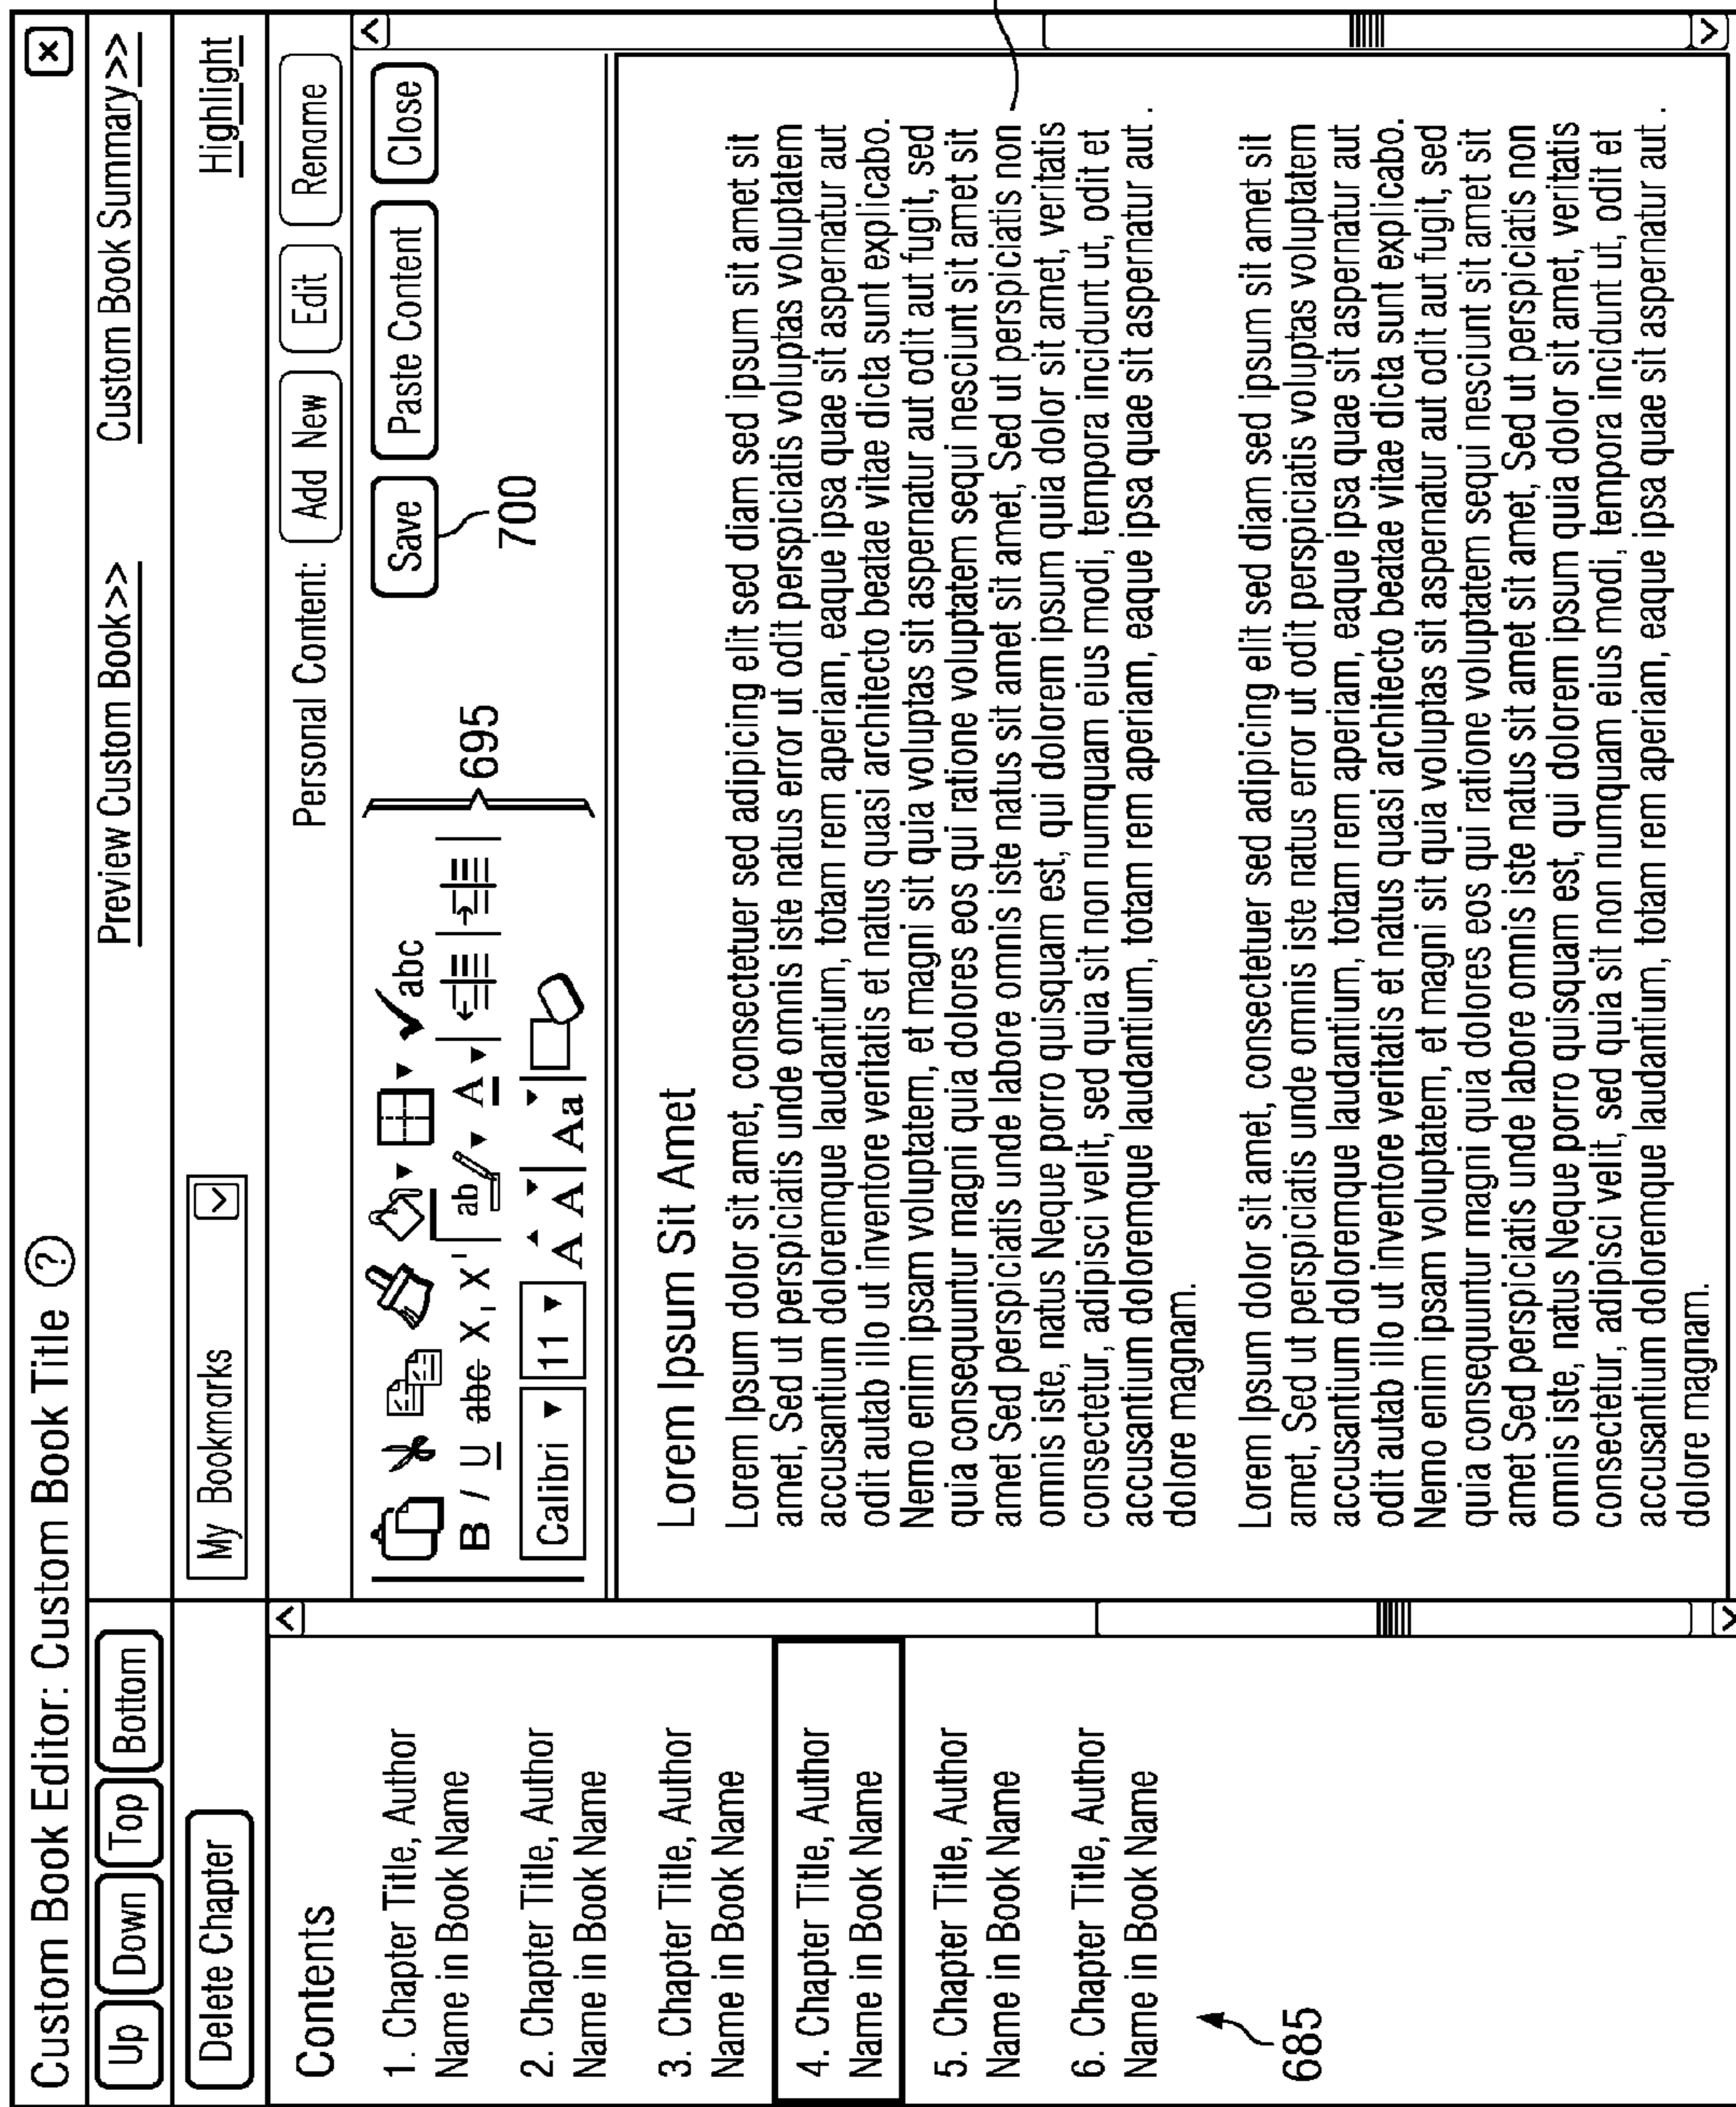 Custom Book Editor: Custom Book Title ?
Up Down Top Bottom
Preview Custom Book>> Custom Book Summary>>
Delete Chapter
My Bookmarks
Highlight
Contents
1. Chapter Title, Author
Name in Book Name
2. Chapter Title, Author
Name in Book Name
3. Chapter Title, Author
Name in Book Name
4. Chapter Title, Author
Name in Book Name
5. Chapter Title, Author
Name in Book Name
6. Chapter Title, Author
Name in Book Name
685
Personal Content: Add New Edit Rename
abc
B / U abc X, X' ab A
Calibri 11 A A Aa
695
Save Paste Content Close
700
Lorem Ipsum Sit Amet
Lorem Ipsum dolor sit amet, consectetuer sed adipicing elit sed diam sed ipsum sit amet sit
amet, Sed ut perspiciatis unde omnis iste natus error ut odit perspiciatis voluptas voluptatem
accusantium doloremque laudantium, totam rem aperiam, eaque ipsa quae sit aspernatur aut
odit autab illo ut inventore veritatis et natus quasi architecto beatae vitae dicta sunt explicabo.
Nemo enim ipsam voluptatem, et magni sit quia voluptas sit aspernatur aut odit aut fugit, sed
quia consequuntur magni quia dolores eos qui ratione voluptatem sequi nesciunt sit amet sit
amet Sed perspiciatis unde labore omnis iste natus sit amet sit amet, Sed ut perspiciatis non
omnis iste, natus Neque porro quisquam est, qui dolorem ipsum quia dolor sit amet, veritatis
consectetur, adipisci velit, sed quia sit non numquam eius modi, tempora incidunt ut, odit et
accusantium doloremque laudantium, totam rem aperiam, eaque ipsa quae sit aspernatur aut .
dolore magnam.
Lorem Ipsum dolor sit amet, consectetuer sed adipicing elit sed diam sed ipsum sit amet sit
amet, Sed ut perspiciatis unde omnis iste natus error ut odit perspiciatis voluptas voluptatem
accusantium doloremque laudantium, totam rem aperiam, eaque ipsa quae sit aspernatur aut
odit autab illo ut inventore veritatis et natus quasi architecto beatae vitae dicta sunt explicabo.
Nemo enim ipsam voluptatem, et magni sit quia voluptas sit aspernatur aut odit aut fugit, sed
quia consequuntur magni quia dolores eos qui ratione voluptatem sequi nesciunt sit amet sit
amet Sed perspiciatis unde labore omnis iste natus sit amet sit amet, Sed ut perspiciatis non
omnis iste, natus Neque porro quisquam est, qui dolorem ipsum quia dolor sit amet, veritatis
consectetur, adipisci velit, sed quia sit non numquam eius modi, tempora incidunt ut, odit et
accusantium doloremque laudantium, totam rem aperiam, eaque ipsa quae sit aspernatur aut .
dolore magnam.